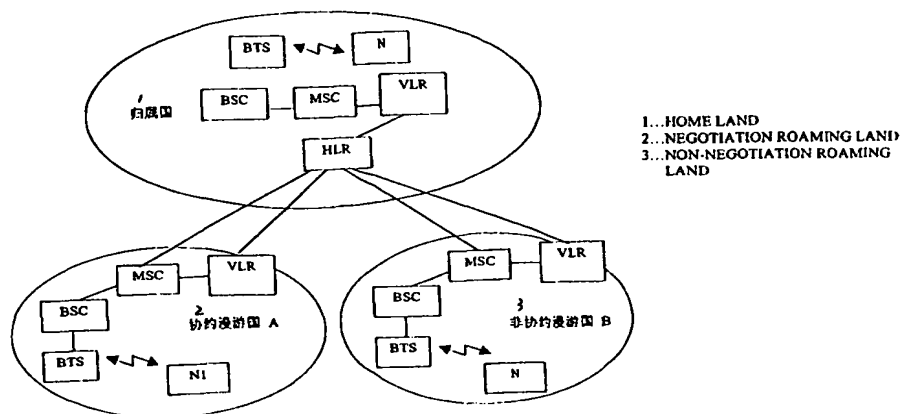 BTS
N
BSC
MSC
VLR
1
归属国
HLR
1...HOME LAND
2...NEGOTIATION ROAMING LAND
3...NON-NEGOTIATION ROAMING
LAND
MSC
VLR
BSC
2
协约漫游国 A
BTS
N1
MSC
VLR
BSC
3
非协约漫游国 B
BTS
N